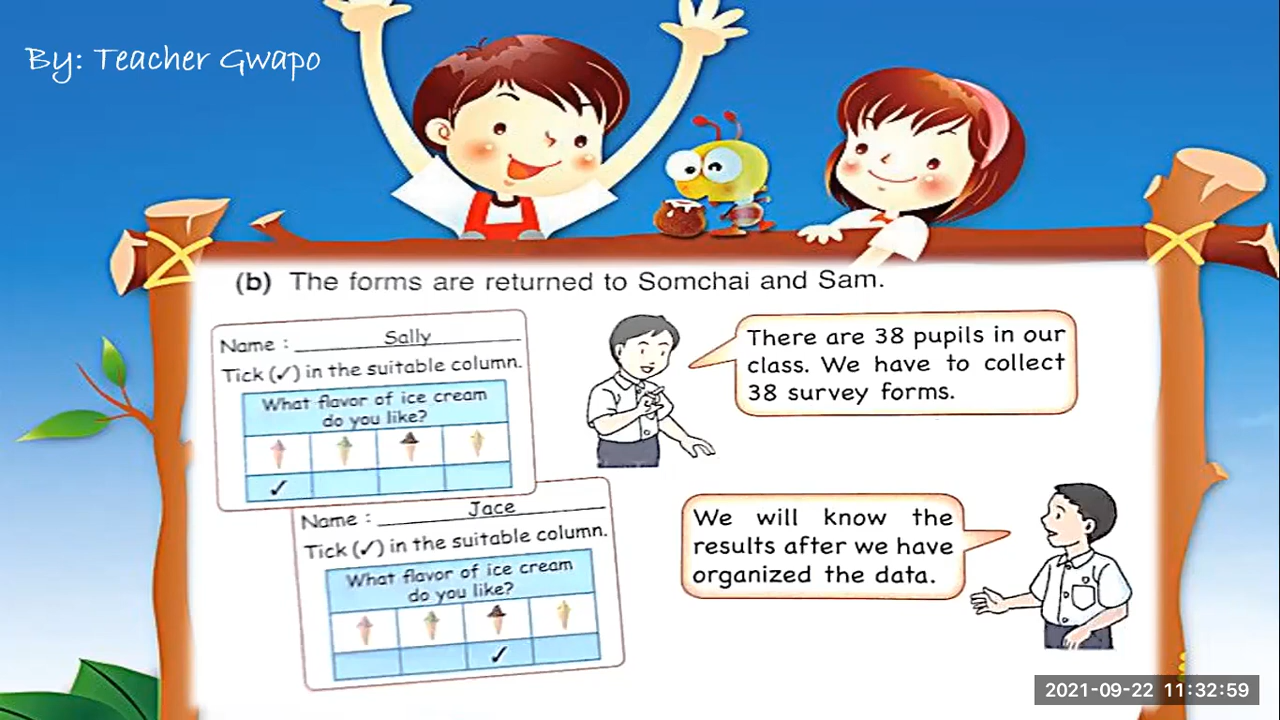 By: Teacher Gwapo
(b) The forms are returned to Somchai and Sam.
Name : Sally
Tick (✓) in the suitable column.
What flavor of ice cream
do you like?
✓
There are 38 pupils in our
class. We have to collect
38 survey forms.
Name : Jace
Tick (✓) in the suitable column.
What flavor of ice cream
do you like?
✓
We will know the
results after we have
organized the data.
2021-09-22 11:32:59